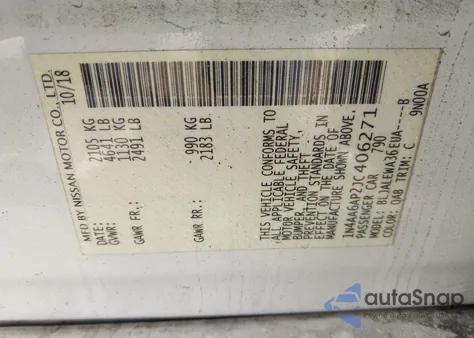 MFD BY NISSAN MOTOR CO., LTD.
DATE: 10/18
GVWR: 2105 KG
4641 LB
GAWR FR: 1130 KG
2491 LB
GAWR RR: 990 KG
2183 LB.
THIS VEHICLE CONFORMS TO
ALL APPLICABLE FEDERAL
MOTOR VEHICLE SAFETY,
BUMPER, AND THEFT
PREVENTION STANDARDS IN
EFFECT ON THE DATE OF
MANUFACTURE SHOWN ABOVE.
1N4AA6AP2JC406271
PASSENGER CAR 790
MODEL: BLJALEWA36EUA----B
COLOR: QAB TRIM: C 9N00A
autoSnap